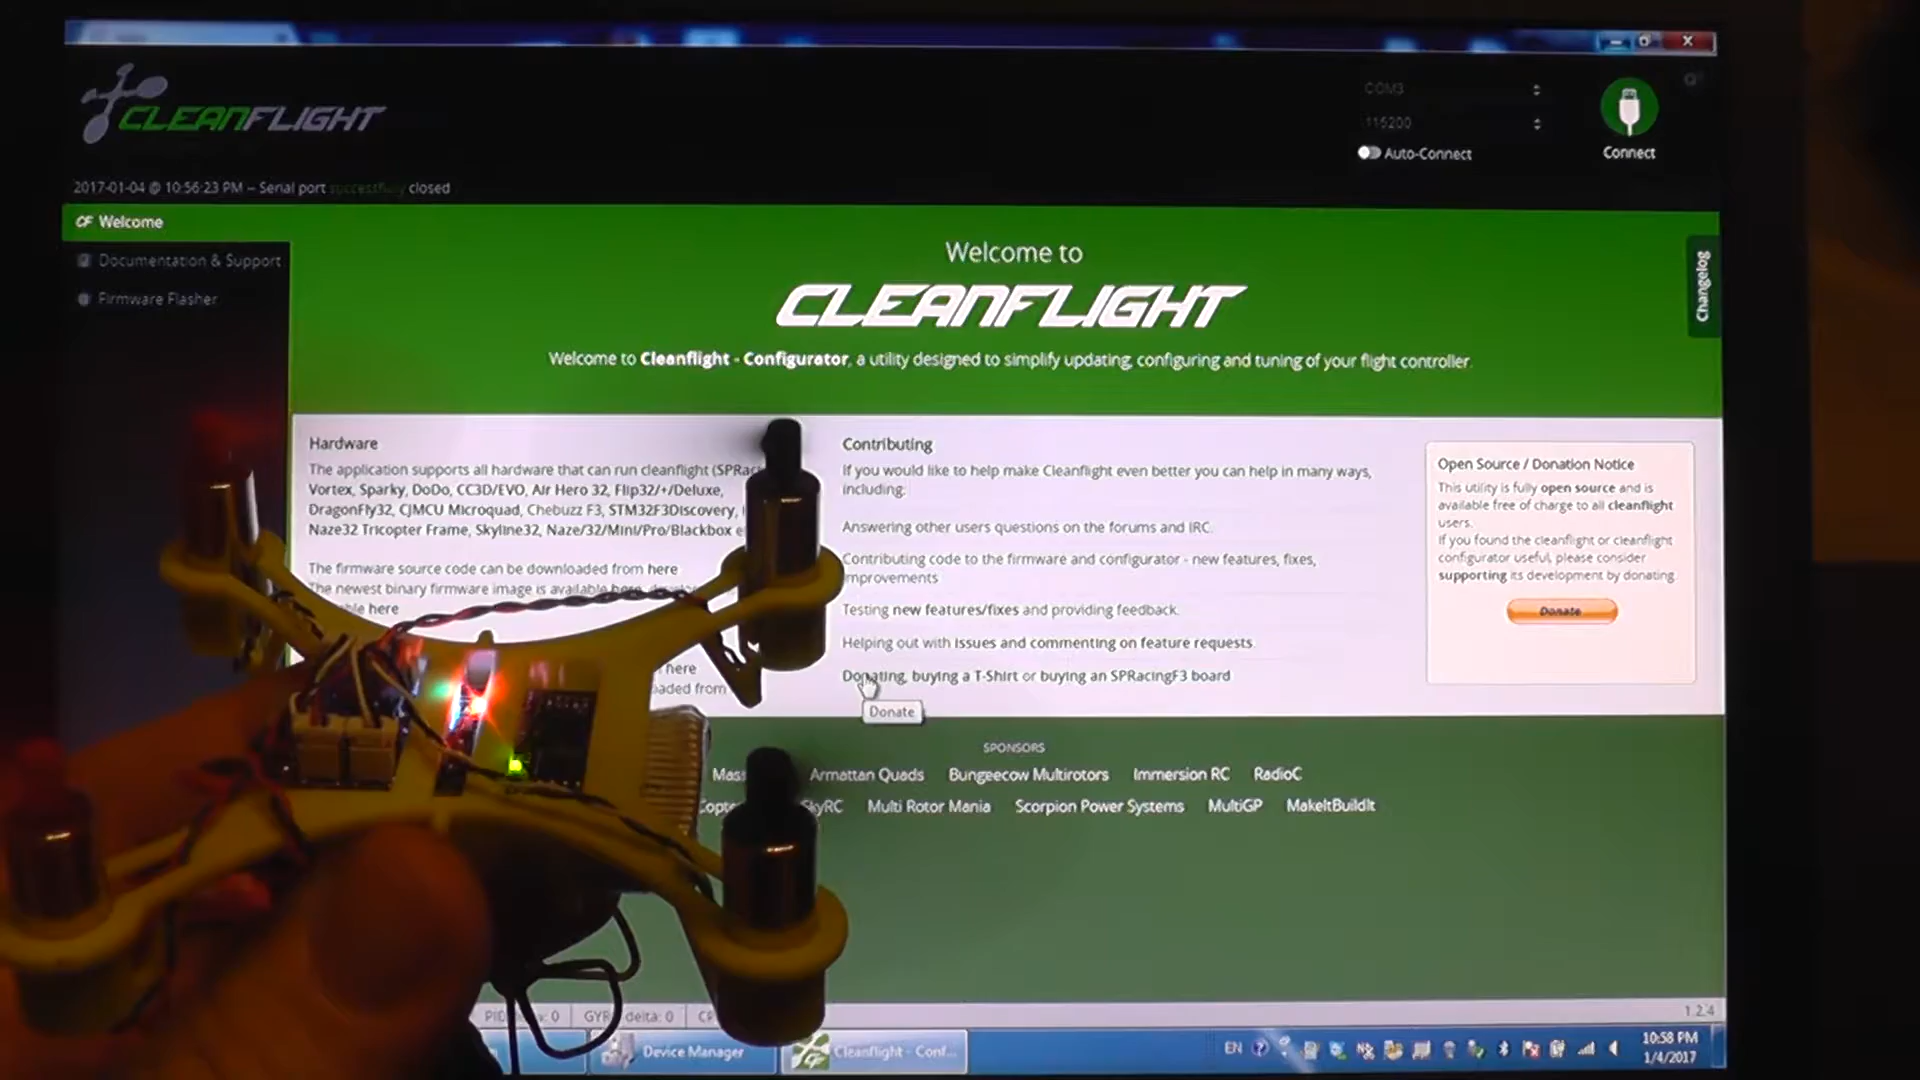 CLEANFLIGHT
COM3
115200
Auto-Connect
Connect
2017-01-04 @ 10:56:23 PM -- Serial port successfully closed
CF Welcome
Documentation & Support
Firmware Flasher
Changelog
Welcome to
CLEANFLIGHT
Welcome to Cleanflight - Configurator, a utility designed to simplify updating, configuring and tuning of your flight controller.
Hardware
The application supports all hardware that can run cleanflight (SPRac
Vortex, Sparky, DoDo, CC3D/EVO, Air Hero 32, Flip32/+/Deluxe,
DragonFly32, CJMCU Microquad, Chebuzz F3, STM32F3Discovery,
Naze32 Tricopter Frame, Skyline32, Naze/32/Mini/Pro/Blackbox e
The firmware source code can be downloaded from here
The newest binary firmware image is available here,
here
here
from
Contributing
If you would like to help make Cleanflight even better you can help in many ways,
including:
Answering other users questions on the forums and IRC.
Contributing code to the firmware and configurator - new features, fixes,
improvements
Testing new features/fixes and providing feedback.
Helping out with issues and commenting on feature requests.
Donating, buying a T-Shirt or buying an SPRacingF3 board
Donate
Open Source / Donation Notice
This utility is fully open source and is
available free of charge to all cleanflight
users.
If you found the cleanflight or cleanflight
configurator useful, please consider
supporting its development by donating.
Donate
SPONSORS
Mass Armattan Quads Bungeecow Multirotors Immersion RC RadioC
SkyRC Multi Rotor Mania Scorpion Power Systems MultiGP MakeItBuildIt
delta: 0
1.2.4
Device Manager
Cleanflight - Conf...
EN
10:58 PM
1/4/2017